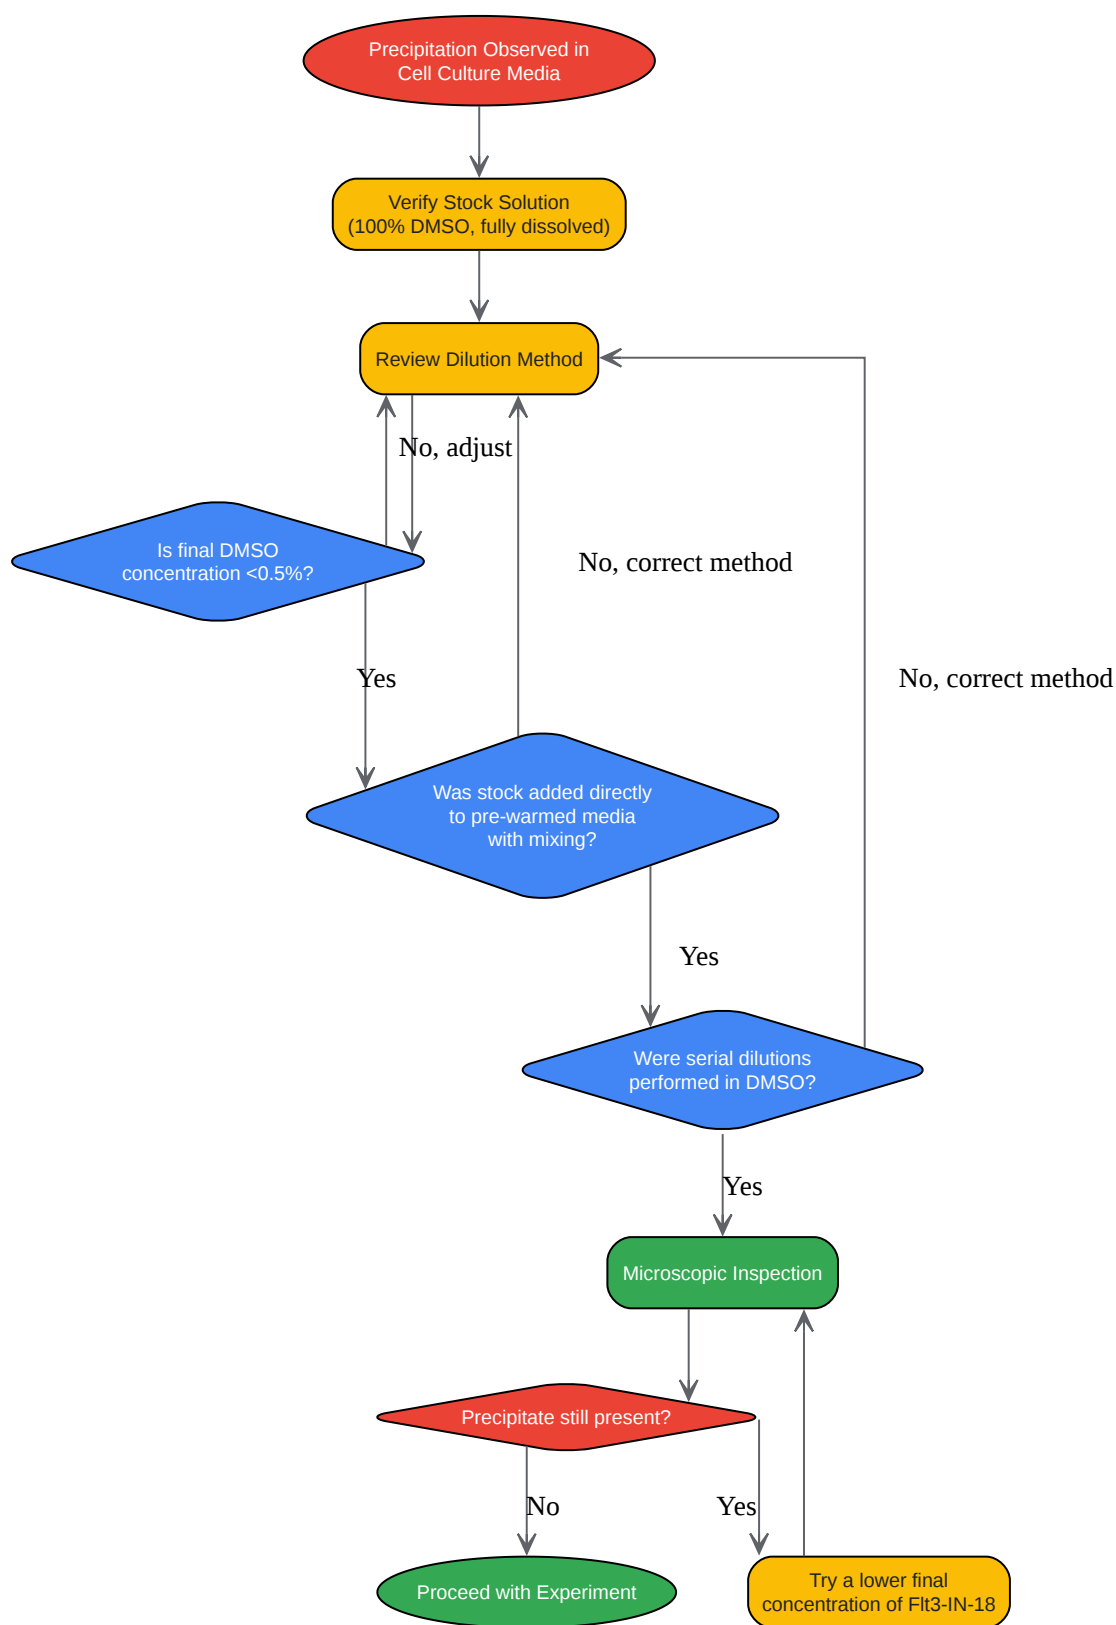 Precipitation Observed in
Cell Culture Media
Verify Stock Solution
(100% DMSO, fully dissolved)
Review Dilution Method
No, adjust
Is final DMSO
concentration <0.5%?
No, correct method
Yes
No, correct method
Was stock added directly
to pre-warmed media
with mixing?
Yes
Were serial dilutions
performed in DMSO?
Yes
Microscopic Inspection
Precipitate still present?
No
Yes
Proceed with Experiment
Try a lower final
concentration of Flt3-IN-18